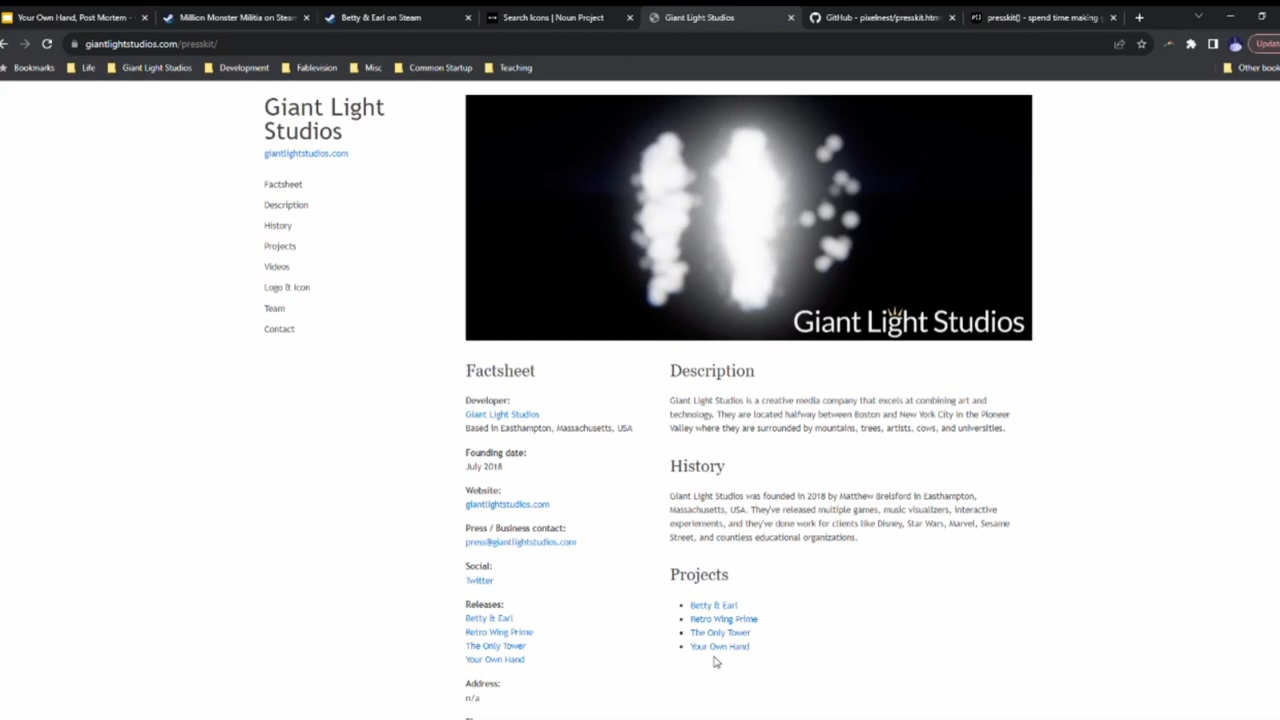 Your Own Hand, Post Mortem -
Million Monster Militia on Steam
Betty & Earl on Steam
Search Icons | Noun Project
Giant Light Studios
GitHub - pixelnest/presskit.htm
presskit() - spend time making
giantlightstudios.com/presskit/
Update
Bookmarks
Life
Giant Light Studios
Development
Fablevision
Misc
Common Startup
Teaching
Other book
Giant Light
Studios
giantlightstudios.com
Factsheet
Description
History
Projects
Videos
Logo & Icon
Team
Contact
Giant Light Studios
Factsheet
Developer:
Giant Light Studios
Based in Easthampton, Massachusetts, USA
Founding date:
July 2018
Website:
giantlightstudios.com
Press / Business contact:
press@giantlightstudios.com
Social:
Twitter
Releases:
Betty & Earl
Retro Wing Prime
The Only Tower
Your Own Hand
Address:
n/a
Description
Giant Light Studios is a creative media company that excels at combining art and
technology. They are located halfway between Boston and New York City in the Pioneer
Valley where they are surrounded by mountains, trees, artists, cows, and universities.
History
Giant Light Studios was founded in 2018 by Matthew Brelsford in Easthampton,
Massachusetts, USA. They've released multiple games, music visualizers, interactive
experiements, and they've done work for clients like Disney, Star Wars, Marvel, Sesame
Street, and countless educational organizations.
Projects
Betty & Earl
Retro Wing Prime
The Only Tower
Your Own Hand